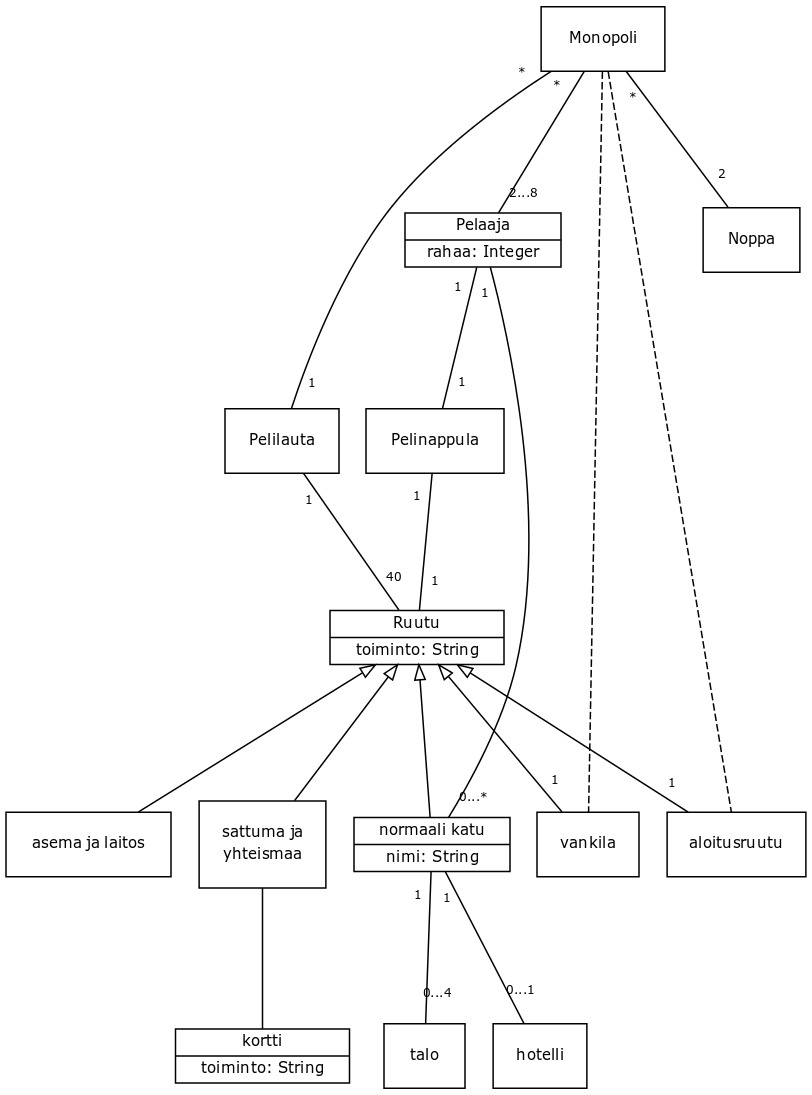 Monopoli
*
*
*
2
2...8
Pelaaja
rahaa: Integer
Noppa
1
1
1
1
Pelilauta
Pelinappula
1
1
40
1
Ruutu
toiminto: String
1
1
0...*
asema ja laitos
sattuma ja
yhteismaa
normaali katu
nimi: String
vankila
aloitusruutu
1
1
0...4
0...1
kortti
toiminto: String
talo
hotelli